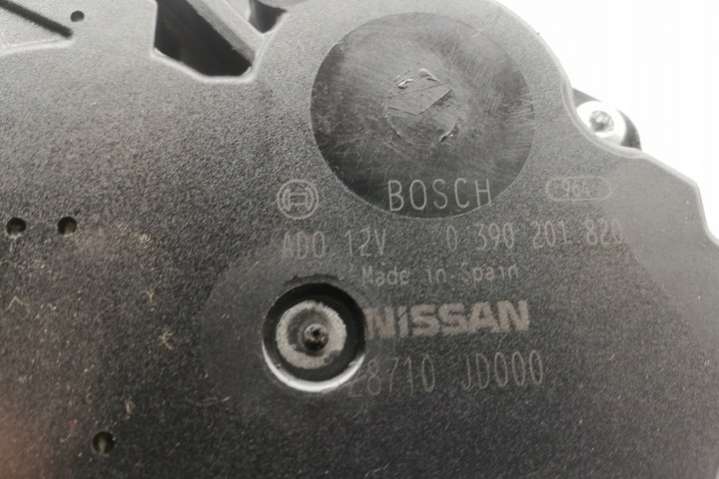 BOSCH
ADO 12V 0 390 201 820
Made in Spain
NISSAN
28710 JD000